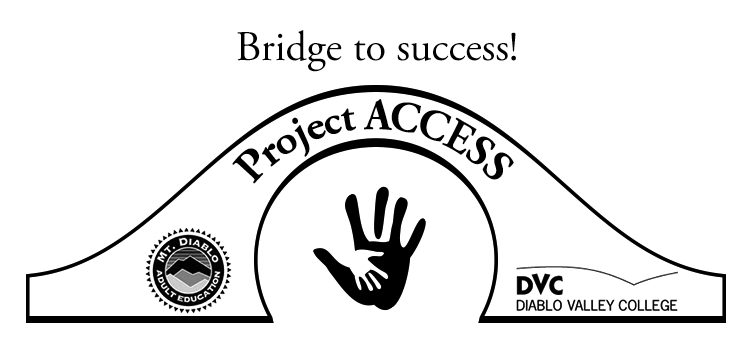 Bridge to success!
Project ACCESS
MT. DIABLO
ADULT EDUCATION
DVC
DIABLO VALLEY COLLEGE